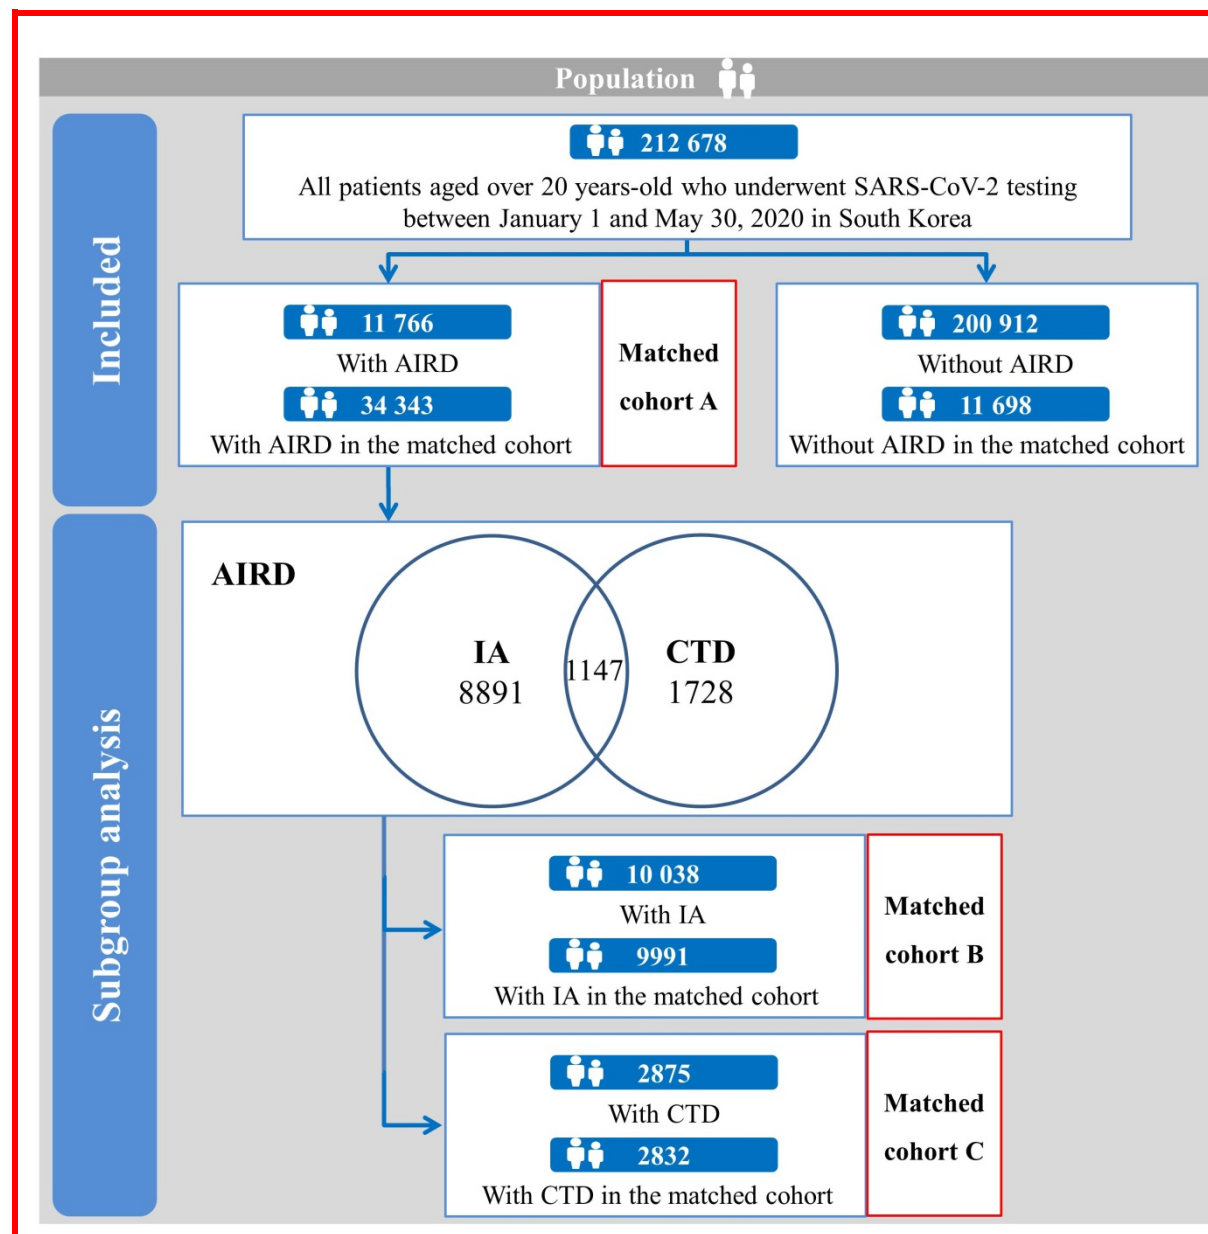 Population
Included
212 678
All patients aged over 20 years-old who underwent SARS-CoV-2 testing
between January 1 and May 30, 2020 in South Korea
11 766
With AIRD
34 343
With AIRD in the matched cohort
Matched
cohort A
200 912
Without AIRD
11 698
Without AIRD in the matched cohort
Subgroup analysis
AIRD
IA
8891
1147
CTD
1728
10 038
With IA
9991
With IA in the matched cohort
Matched
cohort B
2875
With CTD
2832
With CTD in the matched cohort
Matched
cohort C